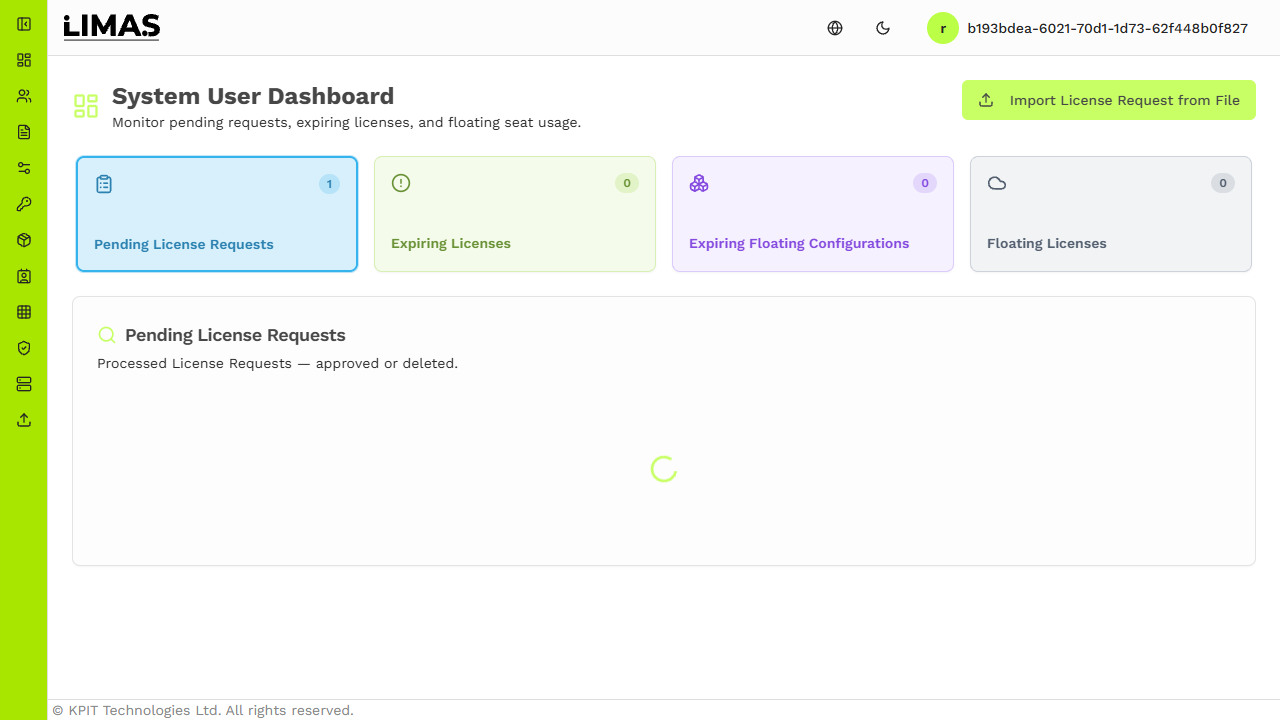 LIMAS
r b193bdea-6021-70d1-1d73-62f448b0f827
System User Dashboard
Monitor pending requests, expiring licenses, and floating seat usage.
Import License Request from File
1
Pending License Requests
0
Expiring Licenses
0
Expiring Floating Configurations
0
Floating Licenses
Pending License Requests
Processed License Requests — approved or deleted.
© KPIT Technologies Ltd. All rights reserved.